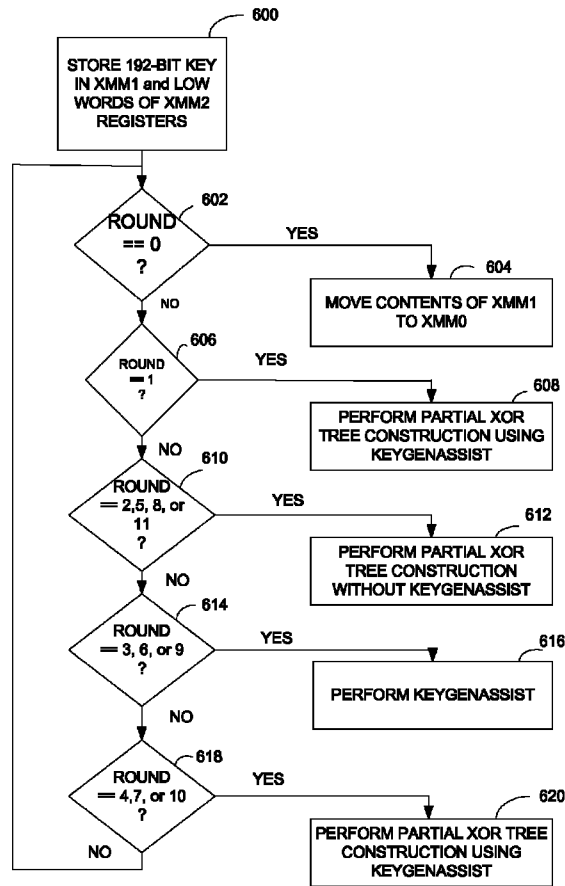 600
STORE 192-BIT KEY
IN XMM1 and LOW
WORDS OF XMM2
REGISTERS
602
ROUND
== 0
?
YES
604
MOVE CONTENTS OF XMM1
TO XMM0
NO
606
ROUND
== 1
?
YES
608
PERFORM PARTIAL XOR
TREE CONSTRUCTION USING
KEYGENASSIST
NO
610
ROUND
== 2,5, 8, or
11
?
YES
612
PERFORM PARTIAL XOR
TREE CONSTRUCTION
WITHOUT KEYGENASSIST
NO
614
ROUND
== 3, 6, or 9
?
YES
616
PERFORM KEYGENASSIST
NO
618
ROUND
== 4,7, or 10
?
YES
620
PERFORM PARTIAL XOR TREE
CONSTRUCTION USING
KEYGENASSIST
NO